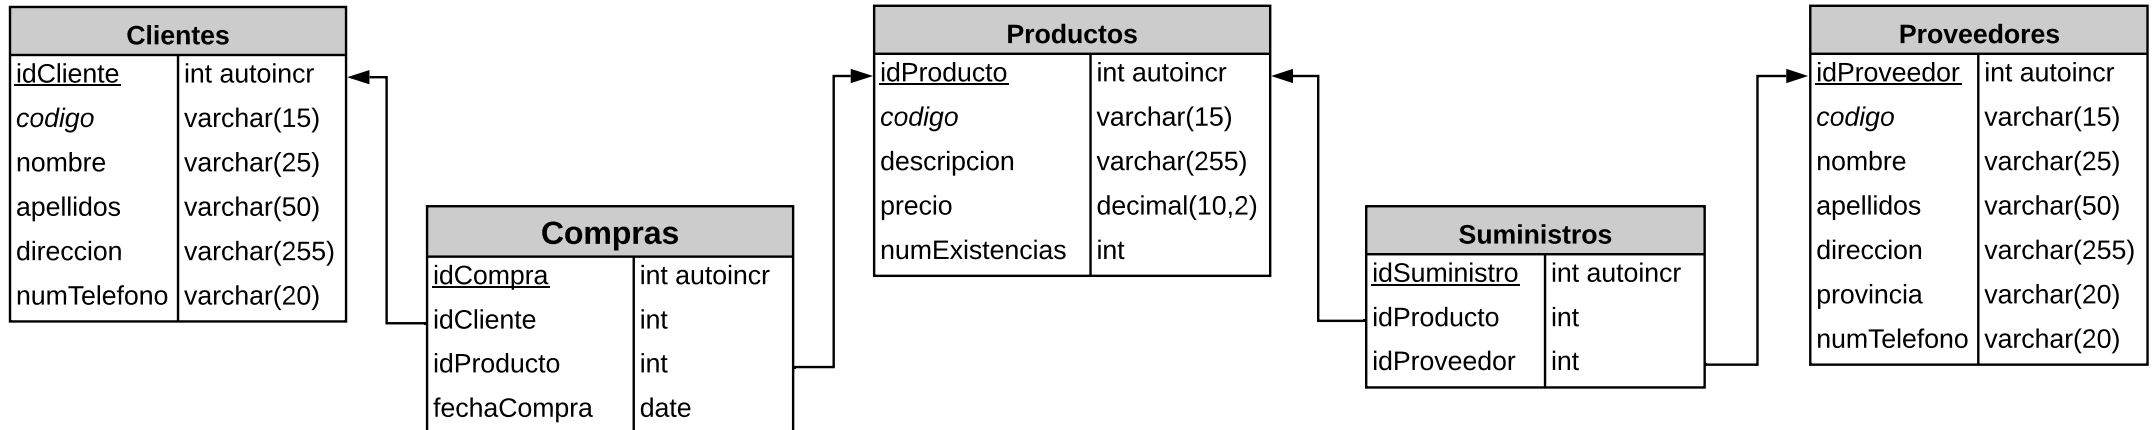 Clientes
idCliente int autoincr
codigo varchar(15)
nombre varchar(25)
apellidos varchar(50)
direccion varchar(255)
numTelefono varchar(20)
Compras
idCompra int autoincr
idCliente int
idProducto int
fechaCompra date
Productos
idProducto int autoincr
codigo varchar(15)
descripcion varchar(255)
precio decimal(10,2)
numExistencias int
Suministros
idSuministro int autoincr
idProducto int
idProveedor int
Proveedores
idProveedor int autoincr
codigo varchar(15)
nombre varchar(25)
apellidos varchar(50)
direccion varchar(255)
provincia varchar(20)
numTelefono varchar(20)